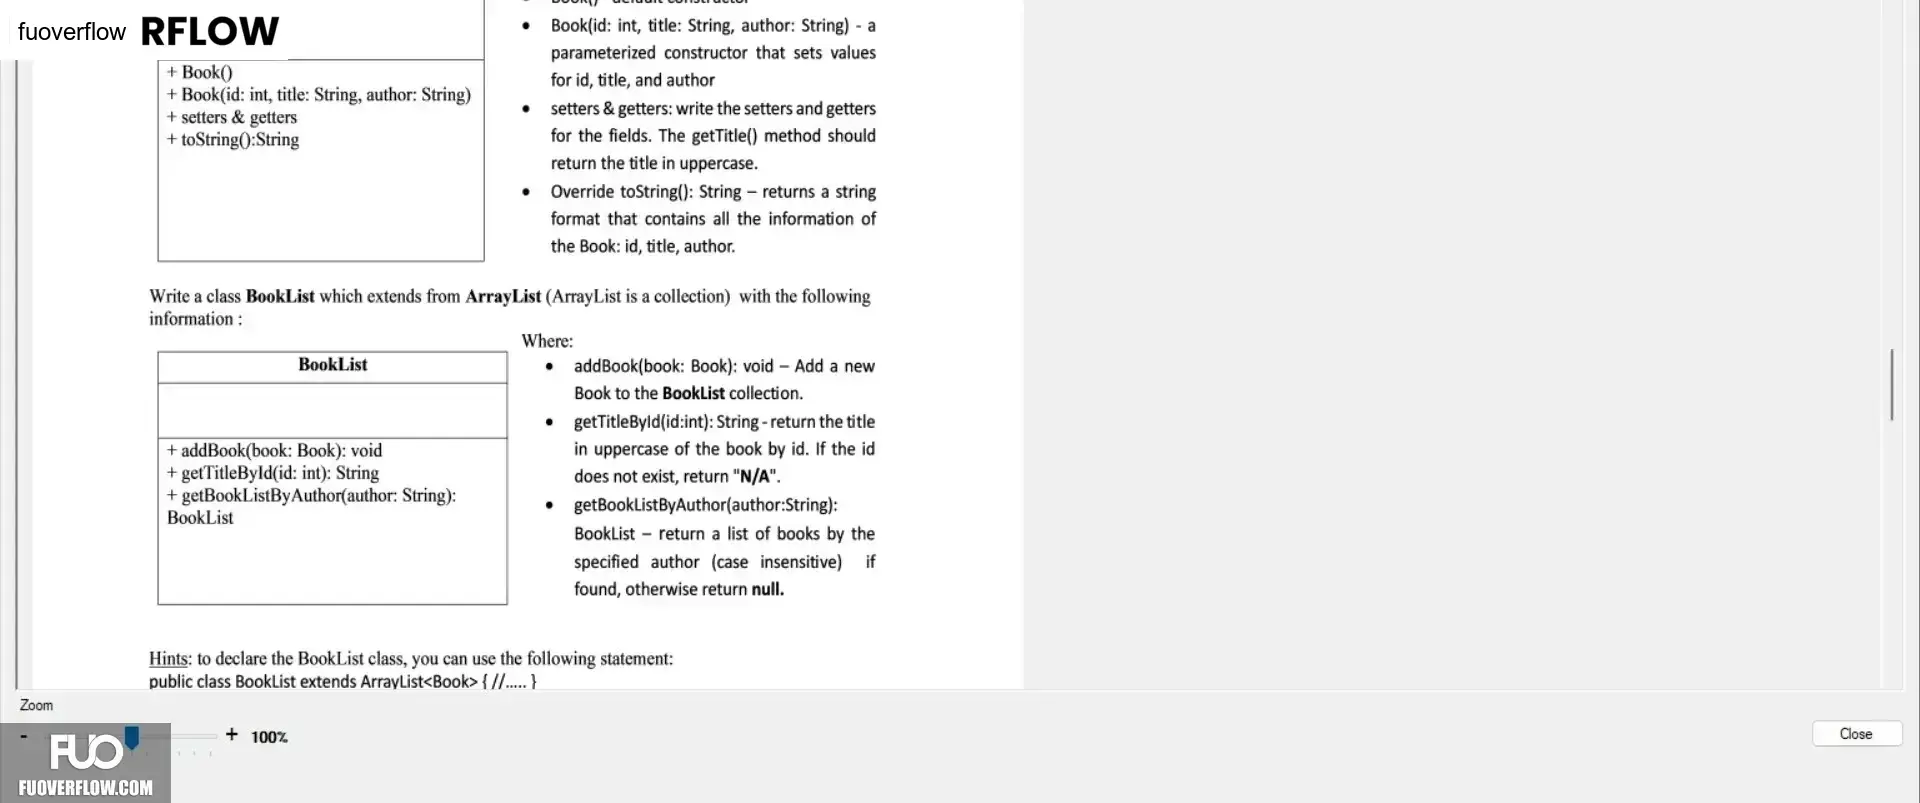 fuoverflow RFLOW
+ Book()
+ Book(id: int, title: String, author: String)
+ setters & getters
+ toString():String
Book() - default constructor
Book(id: int, title: String, author: String) - a
parameterized constructor that sets values
for id, title, and author
setters & getters: write the setters and getters
for the fields. The getTitle() method should
return the title in uppercase.
Override toString(): String – returns a string
format that contains all the information of
the Book: id, title, author.
Write a class BookList which extends from ArrayList (ArrayList is a collection) with the following
information :
BookList
+ addBook(book: Book): void
+ getTitleById(id: int): String
+ getBookListByAuthor(author: String):
BookList
Where:
addBook(book: Book): void – Add a new
Book to the BookList collection.
getTitleById(id:int): String - return the title
in uppercase of the book by id. If the id
does not exist, return "N/A".
getBookListByAuthor(author:String):
BookList – return a list of books by the
specified author (case insensitive) if
found, otherwise return null.
Hints: to declare the BookList class, you can use the following statement:
public class BookList extends ArrayList<Book> { //..... }
Zoom
- + 100%
Close
FUO
FUOVERFLOW.COM